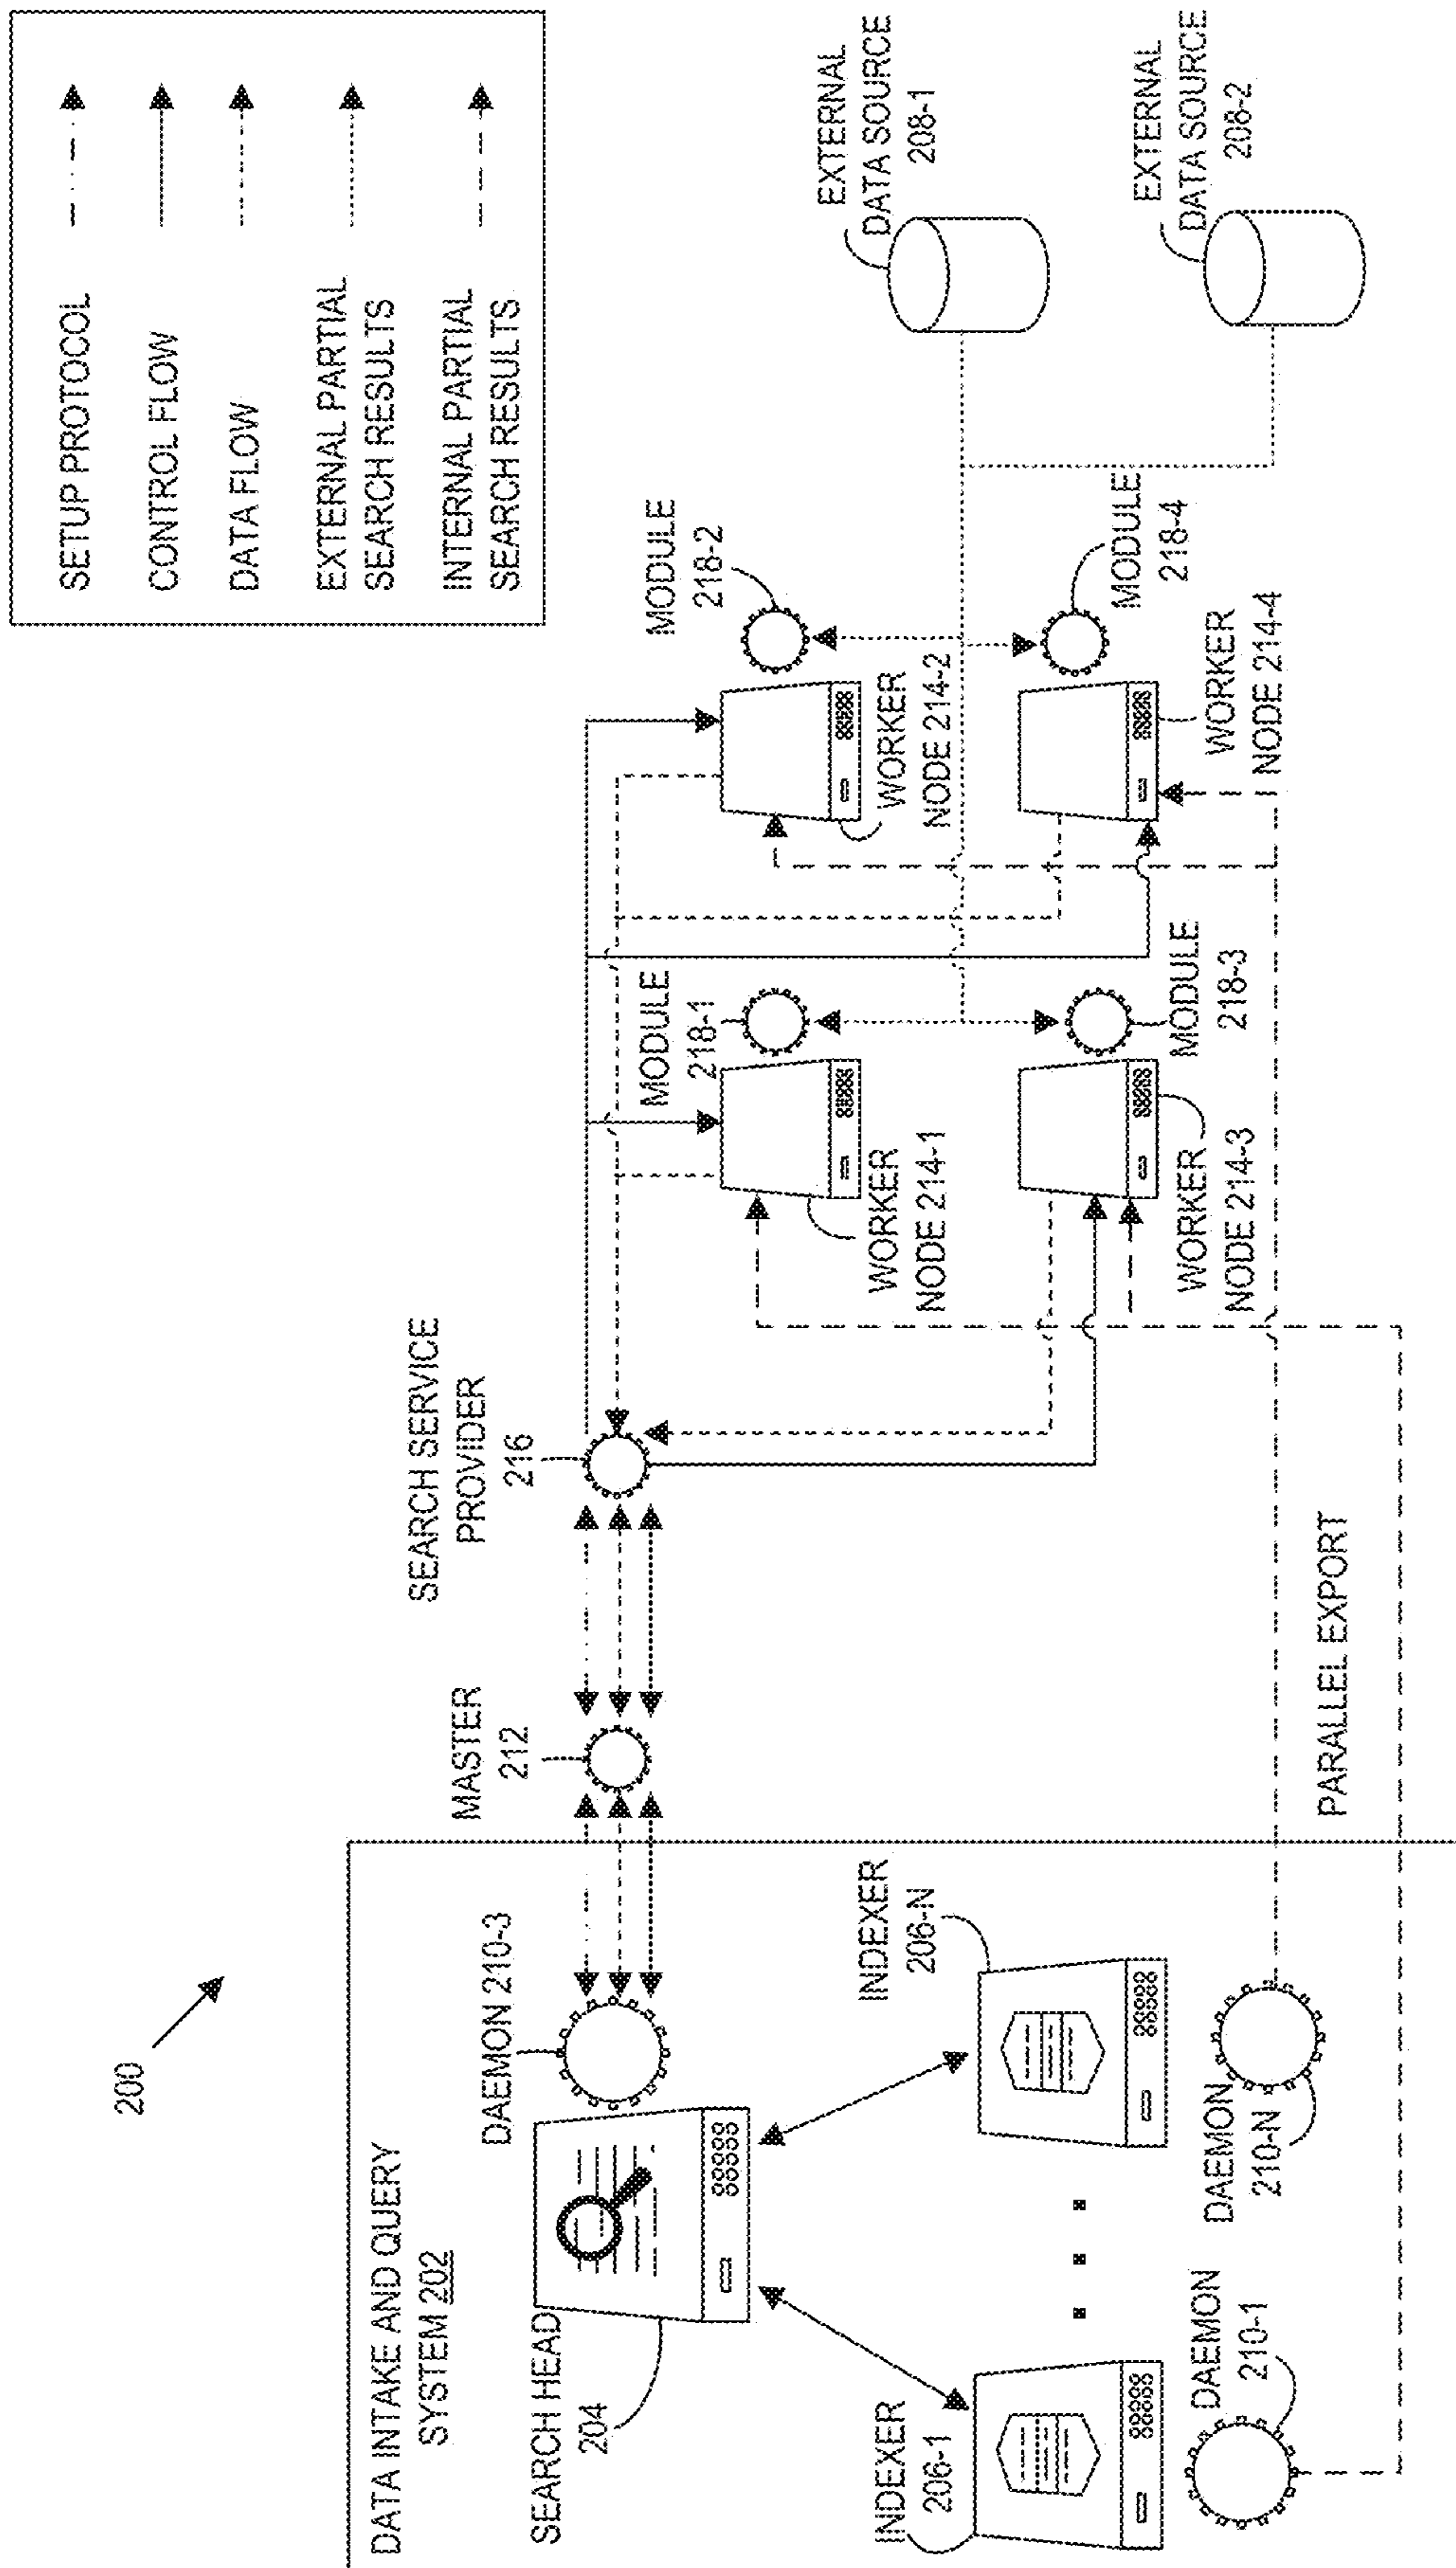 200
DATA INTAKE AND QUERY
SYSTEM 202
SEARCH HEAD
204
DAEMON 210-3
INDEXER
206-1
INDEXER
206-N
DAEMON
210-1
DAEMON
210-N
MASTER
212
SEARCH SERVICE
PROVIDER
216
PARALLEL EXPORT
WORKER
NODE 214-1
MODULE
218-1
WORKER
NODE 214-3
MODULE
218-3
WORKER
NODE 214-2
MODULE
218-2
WORKER
NODE 214-4
MODULE
218-4
EXTERNAL
DATA SOURCE
208-1
EXTERNAL
DATA SOURCE
208-2
SETUP PROTOCOL
CONTROL FLOW
DATA FLOW
EXTERNAL PARTIAL
SEARCH RESULTS
INTERNAL PARTIAL
SEARCH RESULTS